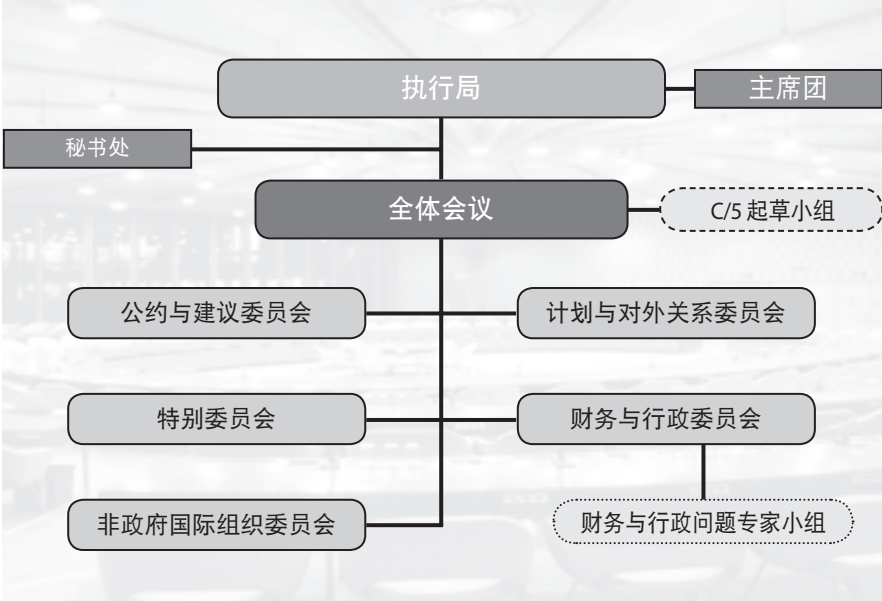 执行局
主席团
秘书处
全体会议
C/5 起草小组
公约与建议委员会
计划与对外关系委员会
特别委员会
财务与行政委员会
非政府国际组织委员会
财务与行政问题专家小组